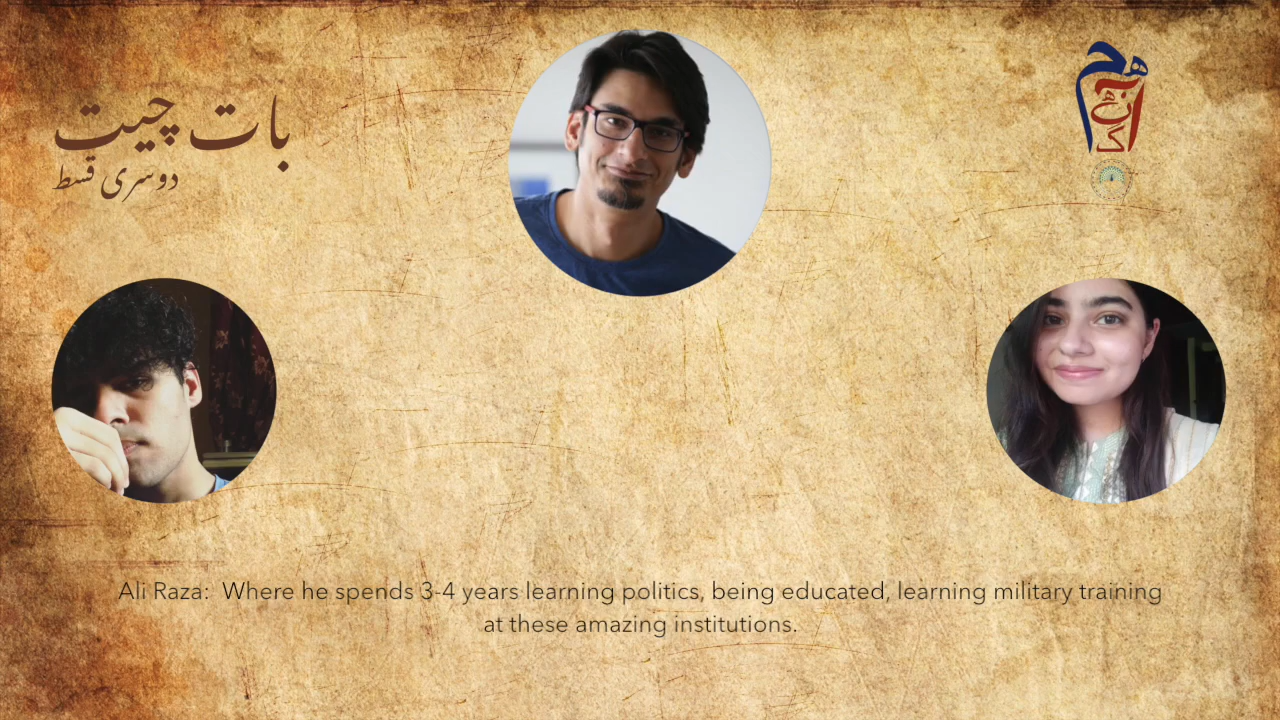 بات چیت
دوسری قسط
Ali Raza: Where he spends 3-4 years learning politics, being educated, learning military training
at these amazing institutions.